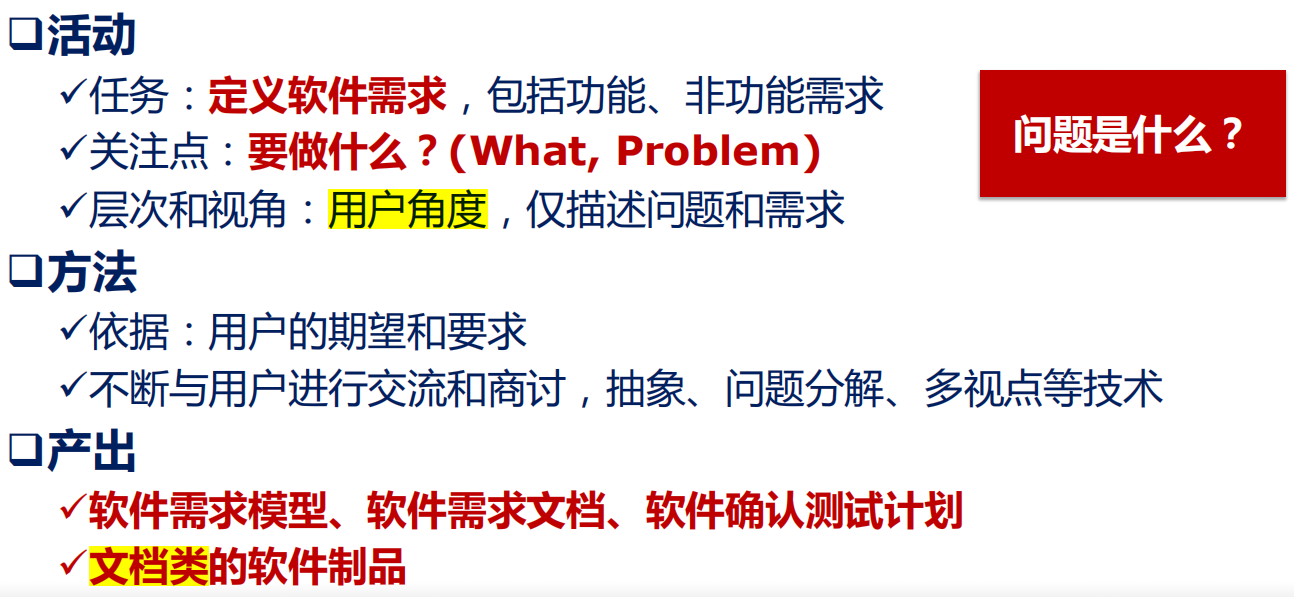 ❑活动
✓任务：定义软件需求，包括功能、非功能需求
✓关注点：要做什么？(What, Problem)
✓层次和视角：用户角度，仅描述问题和需求
问题是什么？
❑方法
✓依据：用户的期望和要求
✓不断与用户进行交流和商讨，抽象、问题分解、多视点等技术
❑产出
✓软件需求模型、软件需求文档、软件确认测试计划
✓文档类的软件制品